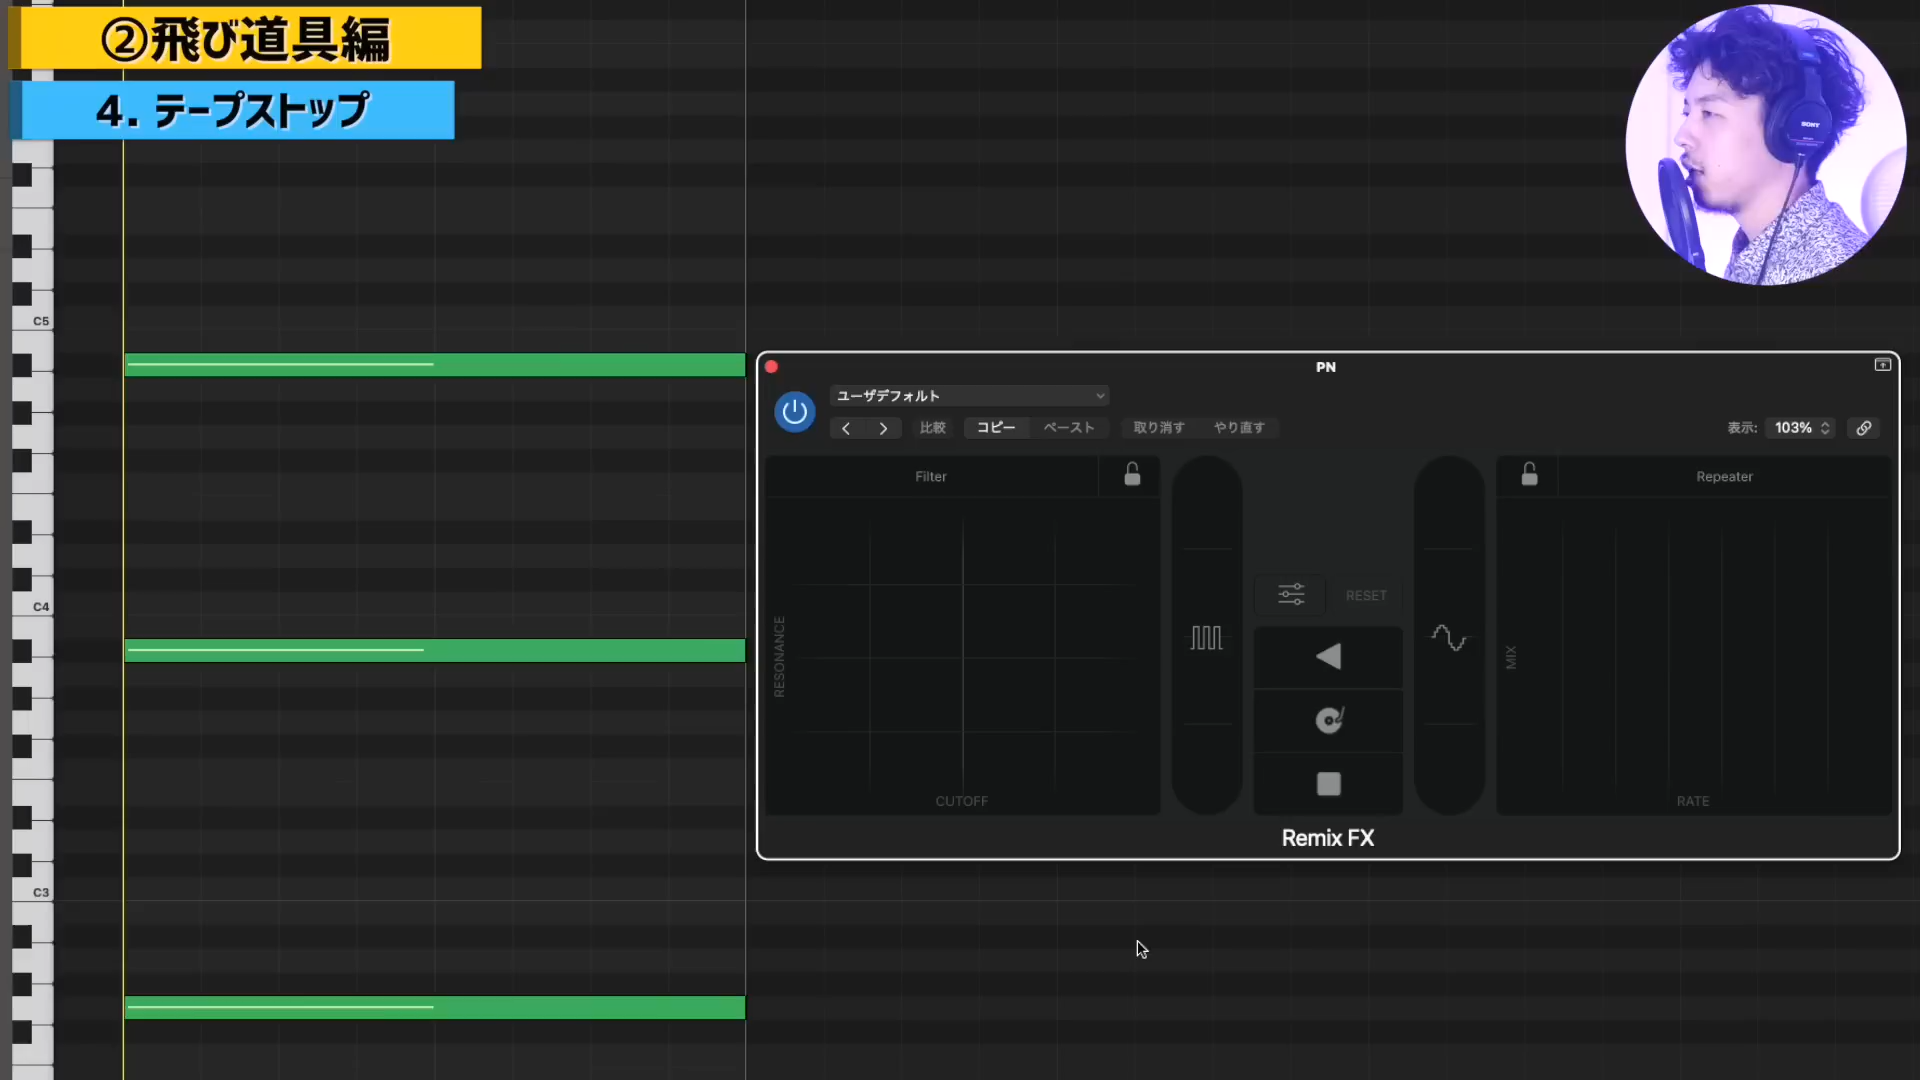 ②飛び道具編
4. テープストップ
SONY
C5
PN
ユーザデフォルト
比較 コピー ペースト 取り消す やり直す 表示: 103%
Filter
Repeater
RESONANCE
CUTOFF
RESET
MIX
RATE
Remix FX
C4
C3